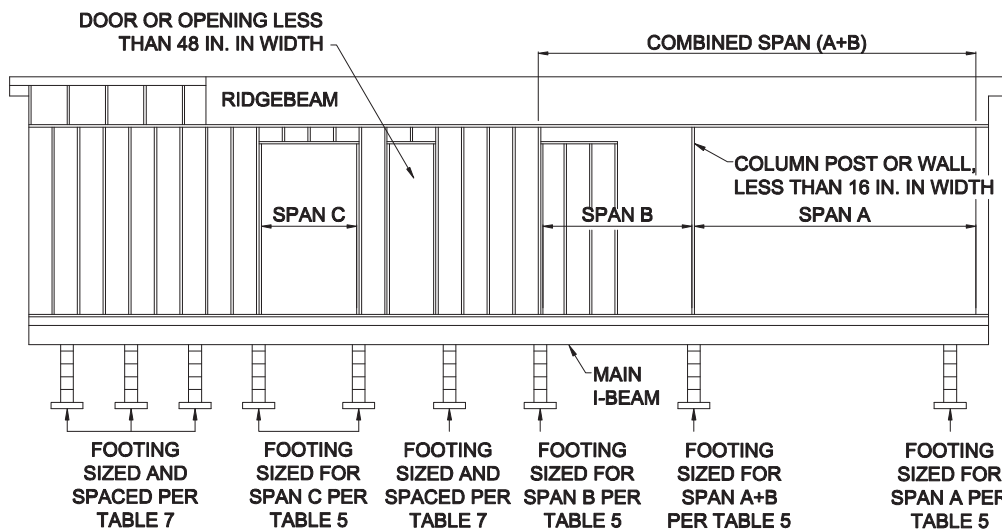 DOOR OR OPENING LESS
THAN 48 IN. IN WIDTH
COMBINED SPAN (A+B)
RIDGEBEAM
COLUMN POST OR WALL,
LESS THAN 16 IN. IN WIDTH
SPAN C
SPAN B
SPAN A
MAIN
I-BEAM
FOOTING
SIZED AND
SPACED PER
TABLE 7
FOOTING
SIZED FOR
SPAN C PER
TABLE 5
FOOTING
SIZED AND
SPACED PER
TABLE 7
FOOTING
SIZED FOR
SPAN B PER
TABLE 5
FOOTING
SIZED FOR
SPAN A+B
PER TABLE 5
FOOTING
SIZED FOR
SPAN A PER
TABLE 5